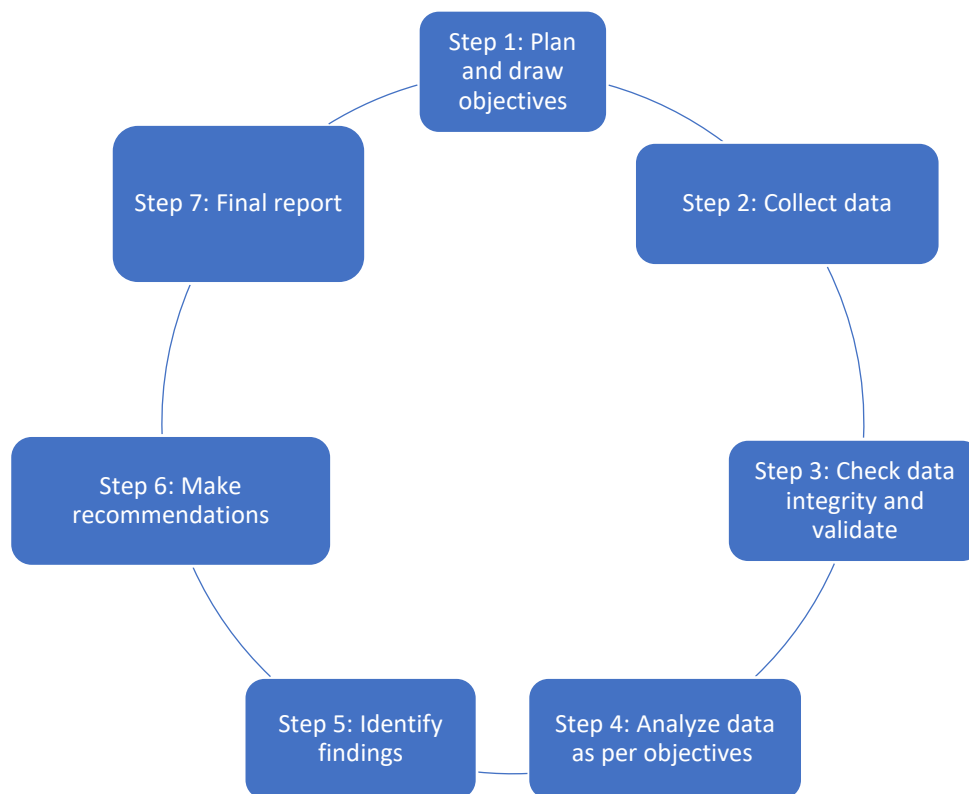 Step 1: Plan
and draw
objectives
Step 2: Collect data
Step 3: Check data
integrity and
validate
Step 4: Analyze data
as per objectives
Step 5: Identify
findings
Step 6: Make
recommendations
Step 7: Final report